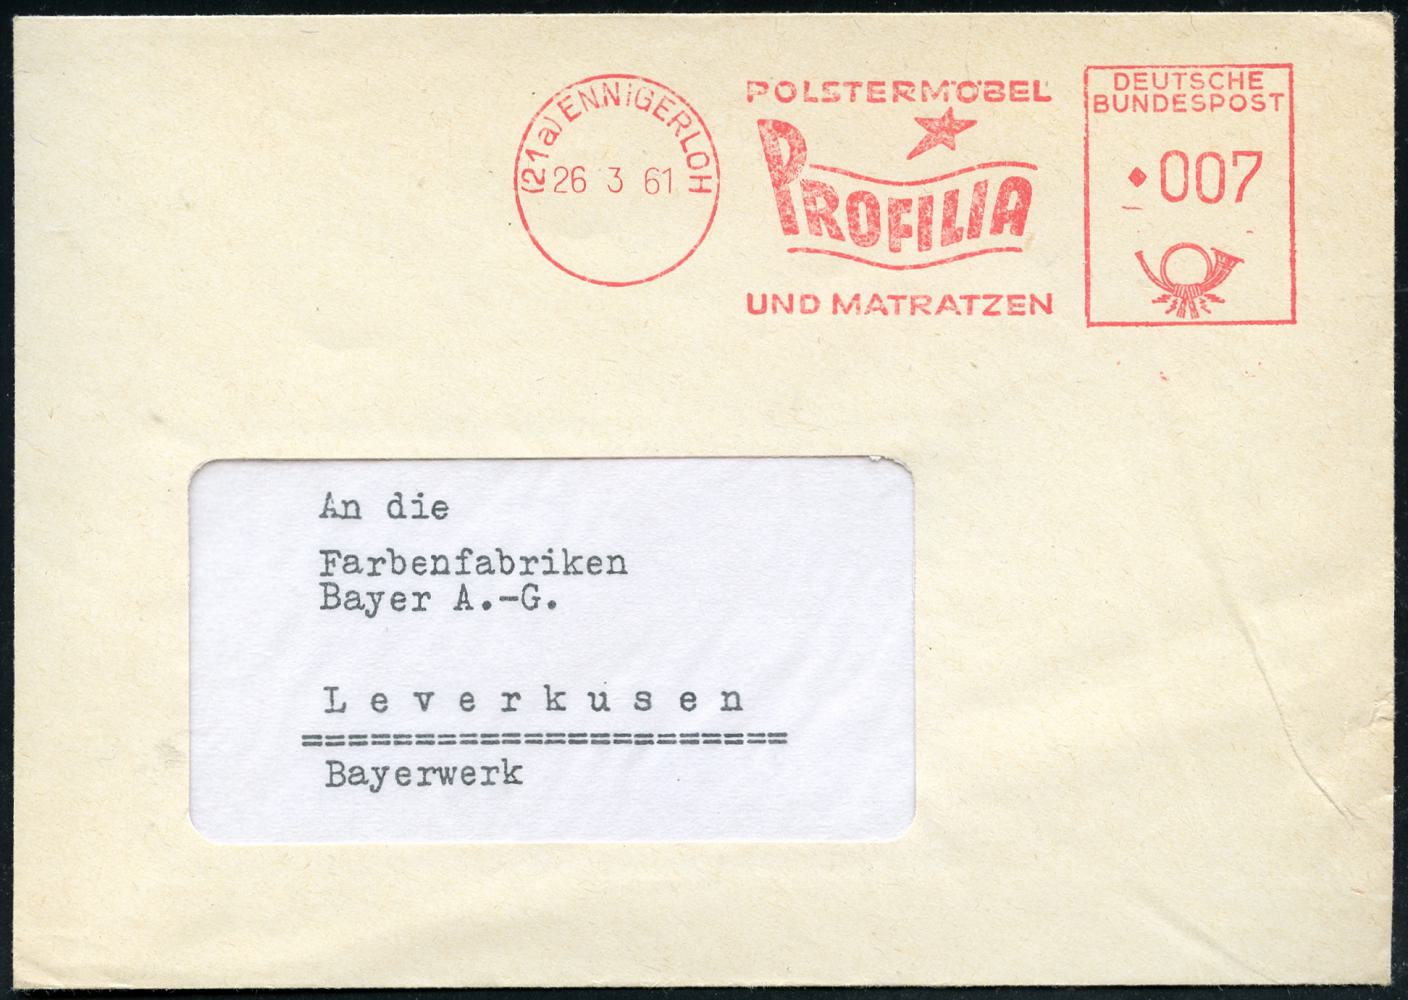 (21a) ENNiGERLOH
26 3 61
POLSTERMÖBEL
PROFILIA
UND MATRATZEN
DEUTSCHE
BUNDESPOST
007
An die
Farbenfabriken
Bayer A.-G.
L e v e r k u s e n
=======================
Bayerwerk